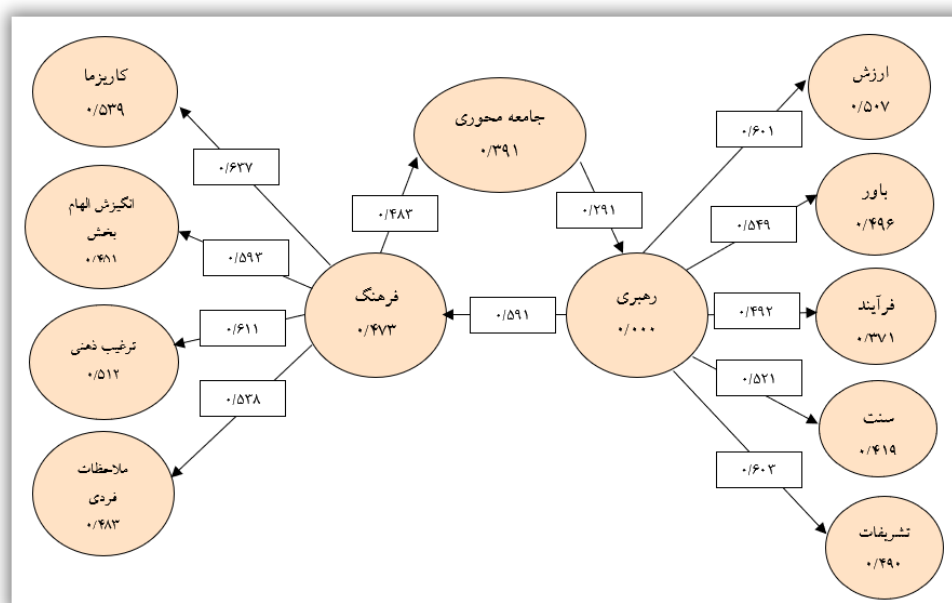 ارزش
۰/۵۰۷
۰/۶۰۱
باور
۰/۴۹۶
۰/۵۴۹
فرآیند
۰/۳۷۱
۰/۴۹۲
سنت
۰/۴۱۹
۰/۵۲۱
تشریفات
۰/۴۹۰
۰/۶۰۳
رهبری
۰/۰۰۰
۰/۲۹۱
جامعه محوری
۰/۳۹۱
۰/۴۸۳
۰/۵۹۱
فرهنگ
۰/۴۷۳
کاریزما
۰/۵۳۹
۰/۶۳۷
انگیزش الهام
بخش
۰/۴۵۱
۰/۵۹۳
ترغیب ذهنی
۰/۵۱۲
۰/۶۱۱
ملاحظات
فردی
۰/۴۸۳
۰/۵۳۸